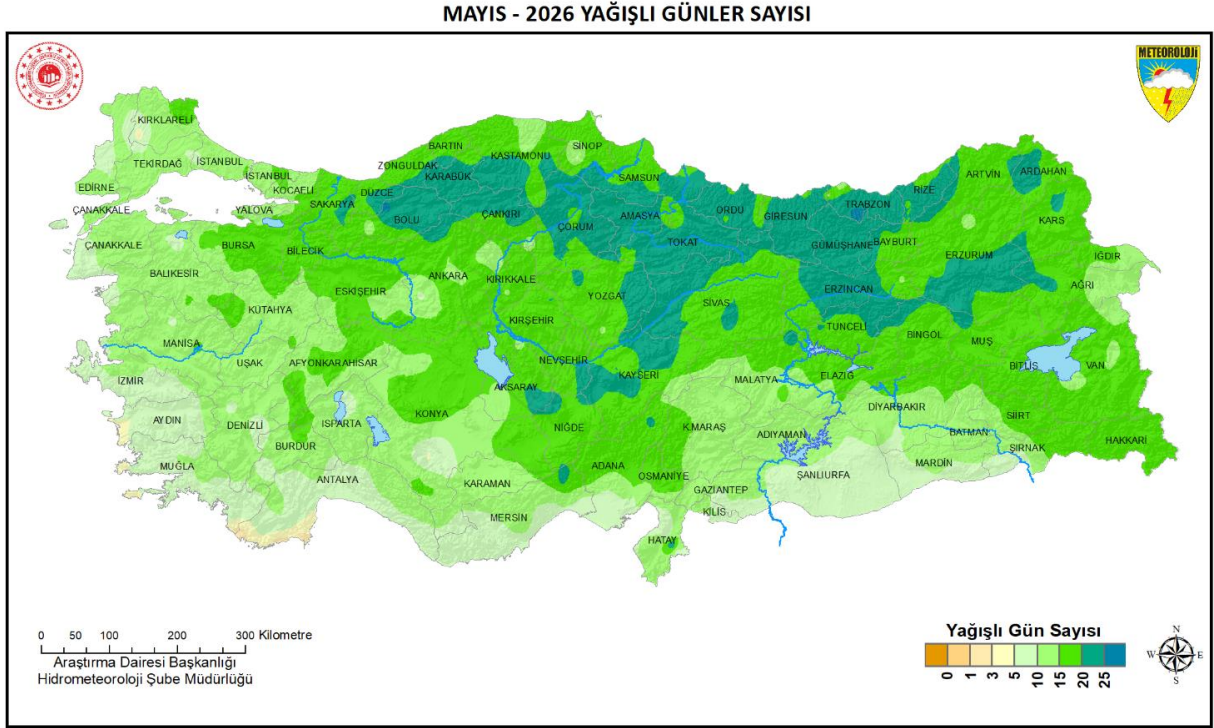 MAYIS - 2026 YAĞIŞLI GÜNLER SAYISI
METEOROLOJİ
KIRKLARELİ
TEKİRDAĞ
İSTANBUL
EDİRNE
ÇANAKKALE
İSTANBUL
KOCAELİ
YALOVA
SAKARYA
DÜZCE
ZONGULDAK
BARTIN
KARABÜK
KASTAMONU
SİNOP
SAMSUN
BOLU
ÇANKIRI
ÇORUM
AMASYA
TOKAT
ORDU
GİRESUN
TRABZON
RİZE
ARTVİN
ARDAHAN
KARS
GÜMÜŞHANE
BAYBURT
ERZURUM
IĞDIR
AĞRI
ÇANAKKALE
BURSA
BİLECİK
BALIKESİR
ESKİŞEHİR
ANKARA
KIRIKKALE
YOZGAT
SİVAS
ERZİNCAN
KÜTAHYA
KIRŞEHİR
TUNCELİ
BİNGÖL
MUŞ
MANİSA
UŞAK
AFYONKARAHİSAR
NEVŞEHİR
KAYSERİ
MALATYA
ELAZIĞ
BİTLİS
VAN
İZMİR
AKSARAY
AYDIN
DENİZLİ
ISPARTA
KONYA
NİĞDE
K.MARAŞ
ADIYAMAN
DİYARBAKIR
SİİRT
BATMAN
ŞIRNAK
HAKKARİ
BURDUR
MUĞLA
ANTALYA
KARAMAN
ADANA
OSMANİYE
GAZİANTEP
ŞANLIURFA
MARDİN
MERSİN
KİLİS
HATAY
0 50 100 200 300 Kilometre
Araştırma Dairesi Başkanlığı
Hidrometeoroloji Şube Müdürlüğü
Yağışlı Gün Sayısı
0 1 3 5 10 15 20 25
N
W E
S